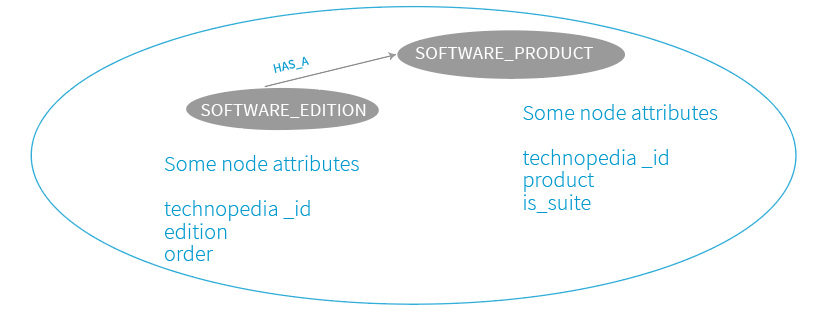 SOFTWARE_PRODUCT
HAS_A
SOFTWARE_EDITION
Some node attributes
technopedia _id
product
is_suite
Some node attributes
technopedia _id
edition
order